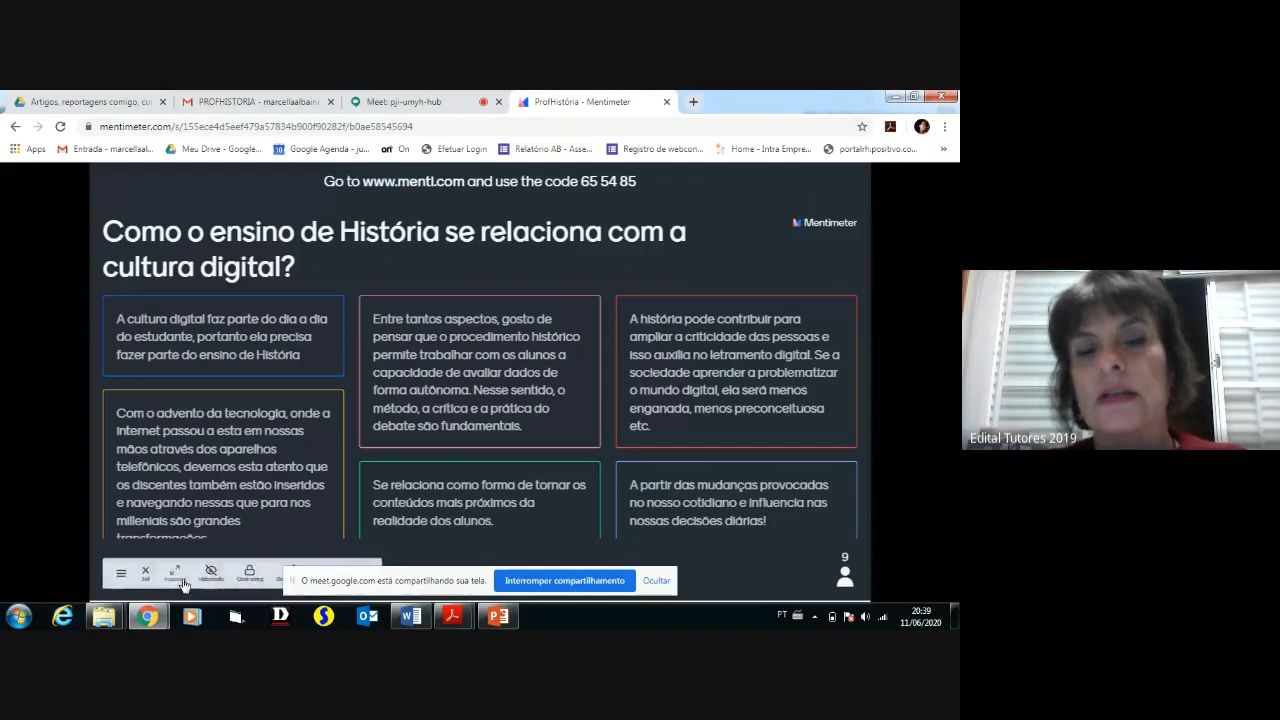 Artigos, reportagens comigo, cu
PROFHISTORIA - marcellaalbaine
Meet: pji-umyh-hub
ProfHistória - Mentimeter
mentimeter.com/s/155ece4d5eef479a57834b900f90282f/b0ae58545694
Apps
Entrada - marcellaal...
Meu Drive - Google...
Google Agenda - ju...
on! On
Efetuar Login
Relatório AB - Asse...
Registro de webcon...
Home - Intra Empre...
portalrh.positivo.co...
»
Go to www.menti.com and use the code 65 54 85
Como o ensino de História se relaciona com a
cultura digital?
Mentimeter
A cultura digital faz parte do dia a dia
do estudante, portanto ela precisa
fazer parte do ensino de História
Com o advento da tecnologia, onde a
internet passou a esta em nossas
mãos através dos aparelhos
telefônicos, devemos esta atento que
os discentes também estão inseridos
e navegando nessas que para nos
milleniais são grandes
transformações
Entre tantos aspectos, gosto de
pensar que o procedimento histórico
permite trabalhar com os alunos a
capacidade de avaliar dados de
forma autônoma. Nesse sentido, o
método, a crítica e a prática do
debate são fundamentais.
Se relaciona como forma de tornar os
conteúdos mais próximos da
realidade dos alunos.
A história pode contribuir para
ampliar a criticidade das pessoas e
isso auxilia no letramento digital. Se a
sociedade aprender a problematizar
o mundo digital, ela será menos
enganada, menos preconceituosa
etc.
A partir das mudanças provocadas
no nosso cotidiano e influencia nas
nossas decisões diárias!
9
O meet.google.com está compartilhando sua tela.
Interromper compartilhamento
Ocultar
PT
20:39
11/06/2020
Edital Tutores 2019